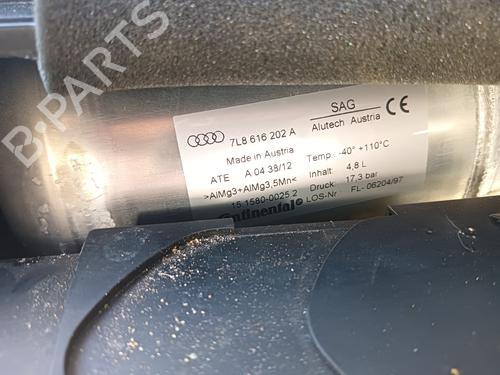 B-PARTS
7L8 616 202 A
Made in Austria
ATE A 04 38/12
>AlMg3+AlMg3,5Mn<
15.1580-0025.2
Continental
SAG
Alutech Austria
CE
Temp.: -40° +110°C
Inhalt: 4,8 L
Druck: 17,3 bar
LOS-Nr FL- 06204/97